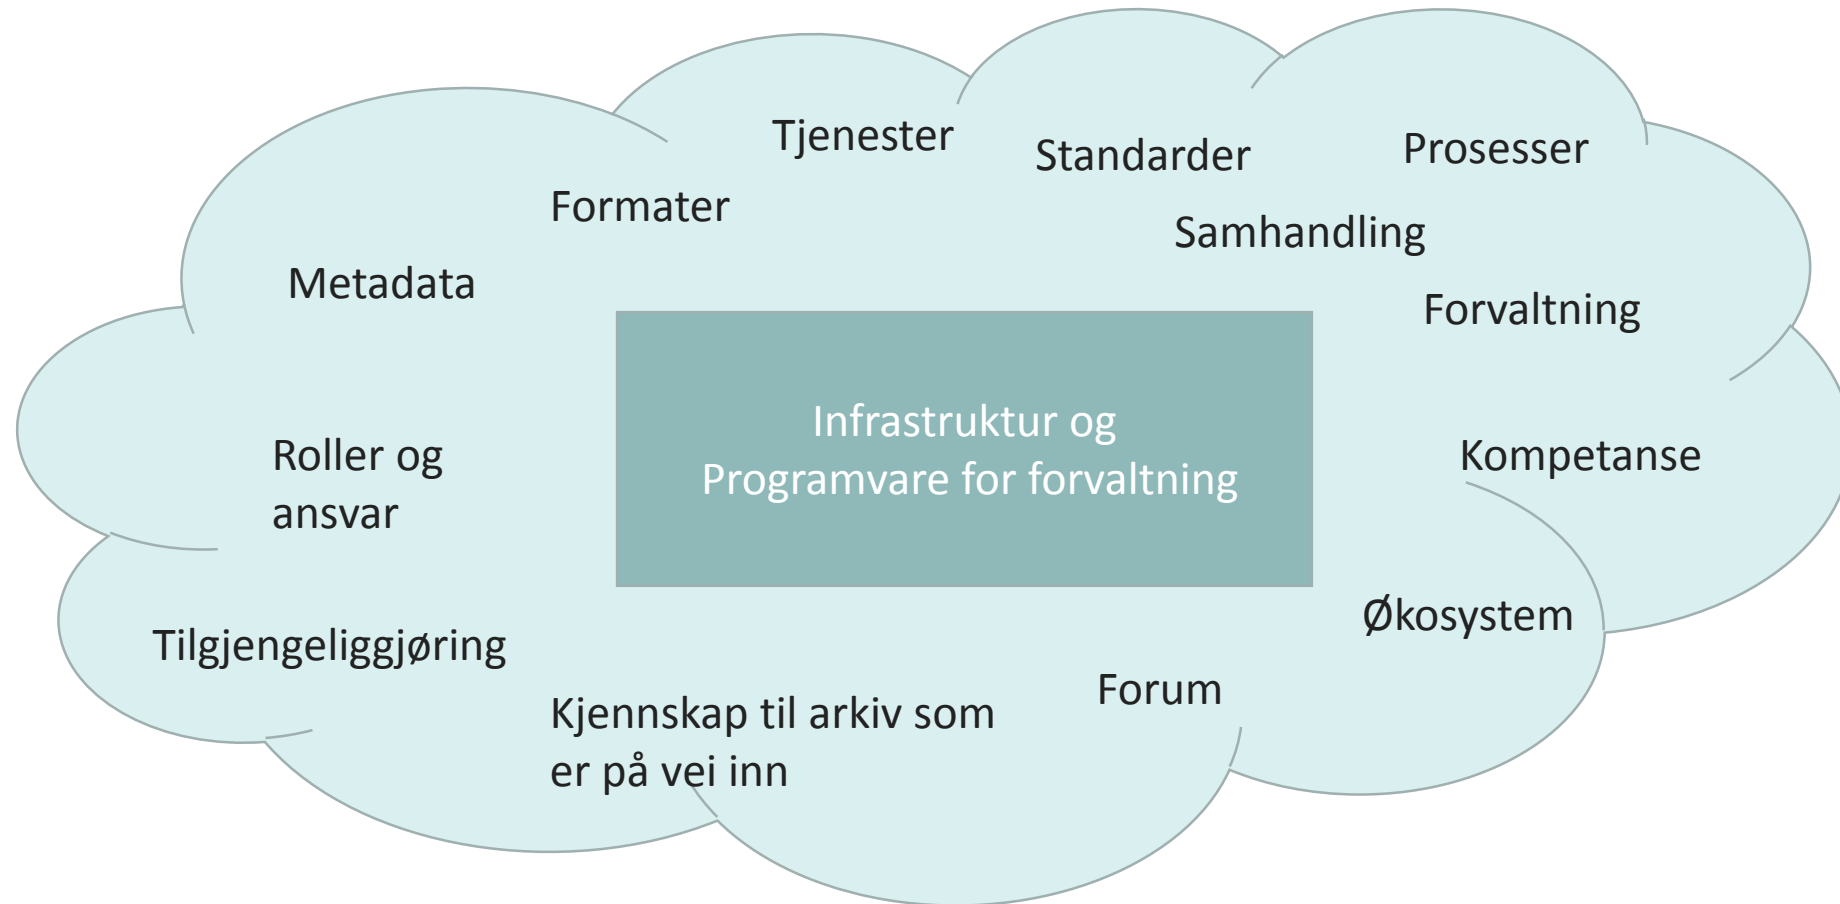 Tjenester
Standarder
Prosesser
Formater
Samhandling
Metadata
Forvaltning
Infrastruktur og
Programvare for forvaltning
Roller og
ansvar
Kompetanse
Økosystem
Tilgjengeliggjøring
Forum
Kjennskap til arkiv som
er på vei inn